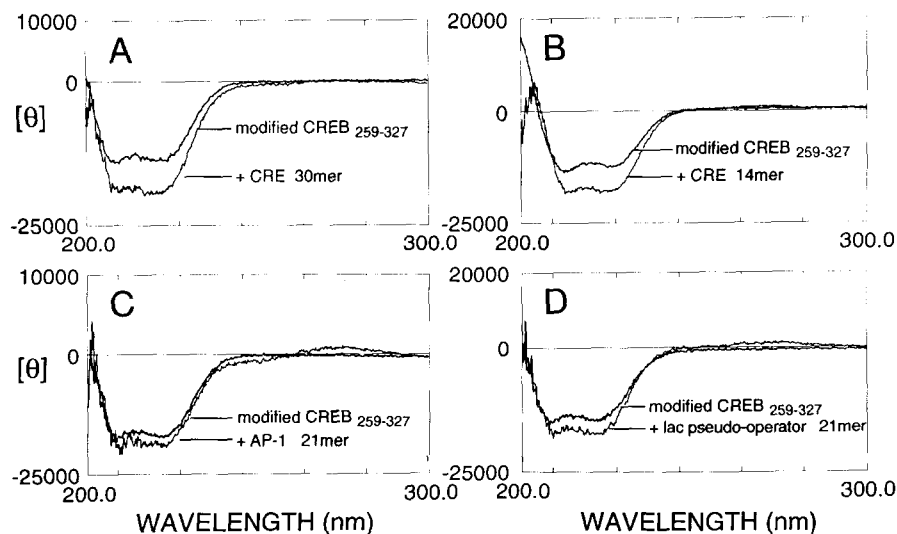 10000
A
0
[θ]
modified CREB 259-327
+ CRE 30mer
-25000
200.0
300.0
20000
B
0
modified CREB 259-327
+ CRE 14mer
-25000
200.0
300.0
10000
C
0
[θ]
modified CREB 259-327
+ AP-1 21mer
-25000
200.0
300.0
WAVELENGTH (nm)
20000
D
0
modified CREB 259-327
+ lac pseudo-operator 21mer
-25000
200.0
300.0
WAVELENGTH (nm)